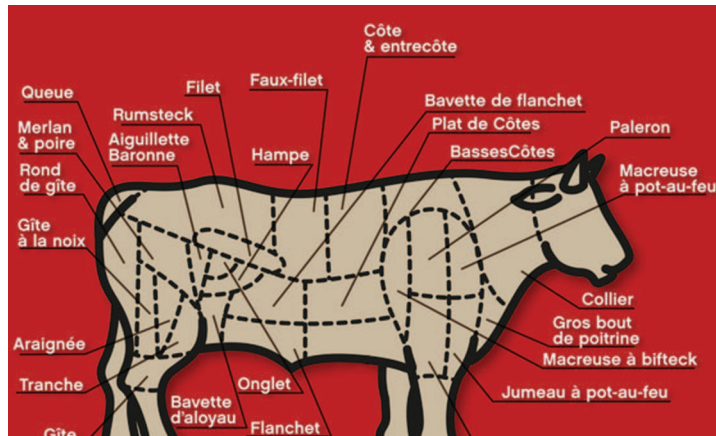 Côte
& entrecôte
Faux-filet
Filet
Queue
Bavette de flanchet
Rumsteck
Plat de Côtes
Merlan
& poire
Aiguillette
Baronne
Hampe
BassesCôtes
Paleron
Rond
de gîte
Macreuse
à pot-au-feu
Gîte
à la noix
Collier
Gros bout
de poitrine
Araignée
Macreuse à bifteck
Tranche
Onglet
Jumeau à pot-au-feu
Bavette
d'aloyau
Flanchet
Gîte